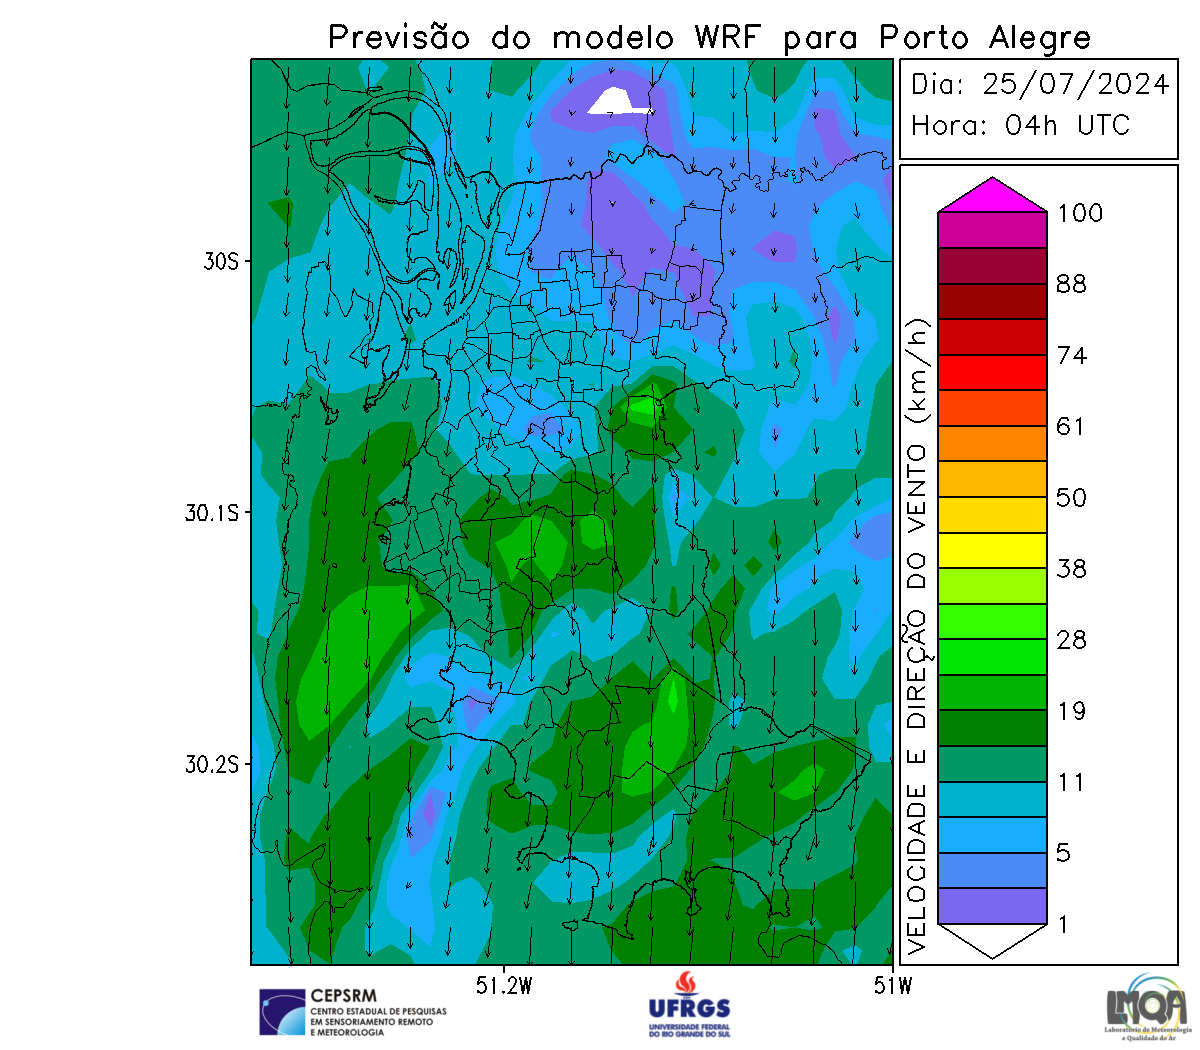 Previsão do modelo WRF para Porto Alegre
Dia: 25/07/2024
Hora: 04h UTC
30S
30.1S
30.2S
51.2W
51W
VELOCIDADE E DIREÇÃO DO VENTO (km/h)
100
88
74
61
50
38
28
19
11
5
1
CEPSRM
CENTRO ESTADUAL DE PESQUISAS
EM SENSORIAMENTO REMOTO
E METEOROLOGIA
UFRGS
UNIVERSIDADE FEDERAL
DO RIO GRANDE DO SUL
LMQA
Laboratório de Meteorologia
e Qualidade do Ar